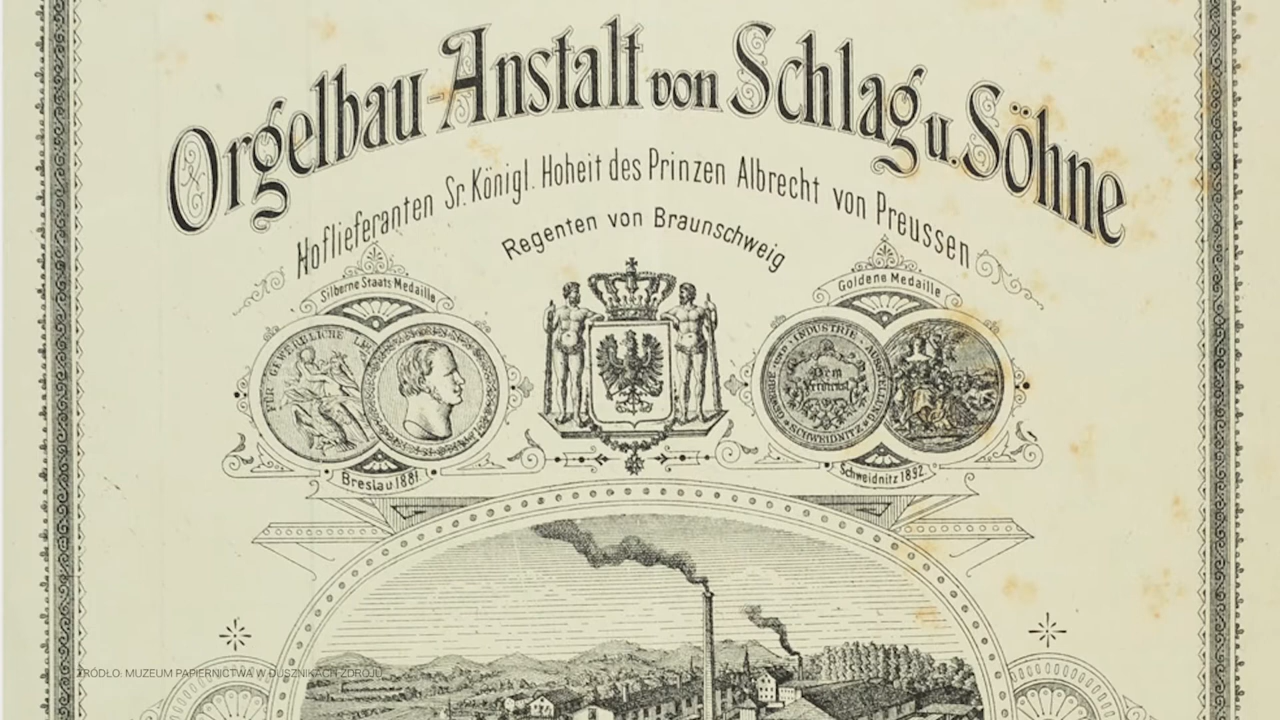 Orgelbau-Anstalt von Schlag u. Söhne
Hoflieferanten Sr. Königl. Hoheit des Prinzen Albrecht von Preussen
Regenten von Braunschweig
Silberne Staats Medaille
Goldene Medaille
FÜR GEWERBLICHE
GEWERBE UND INDUSTRIE-AUSSTELLUNG
SCHWEIDNITZ
Dem
Verdienst
Breslau 1881.
Schweidnitz 1892.
ŹRÓDŁO: MUZEUM PAPIERNICTWA W DUSZNIKACH ZDROJU